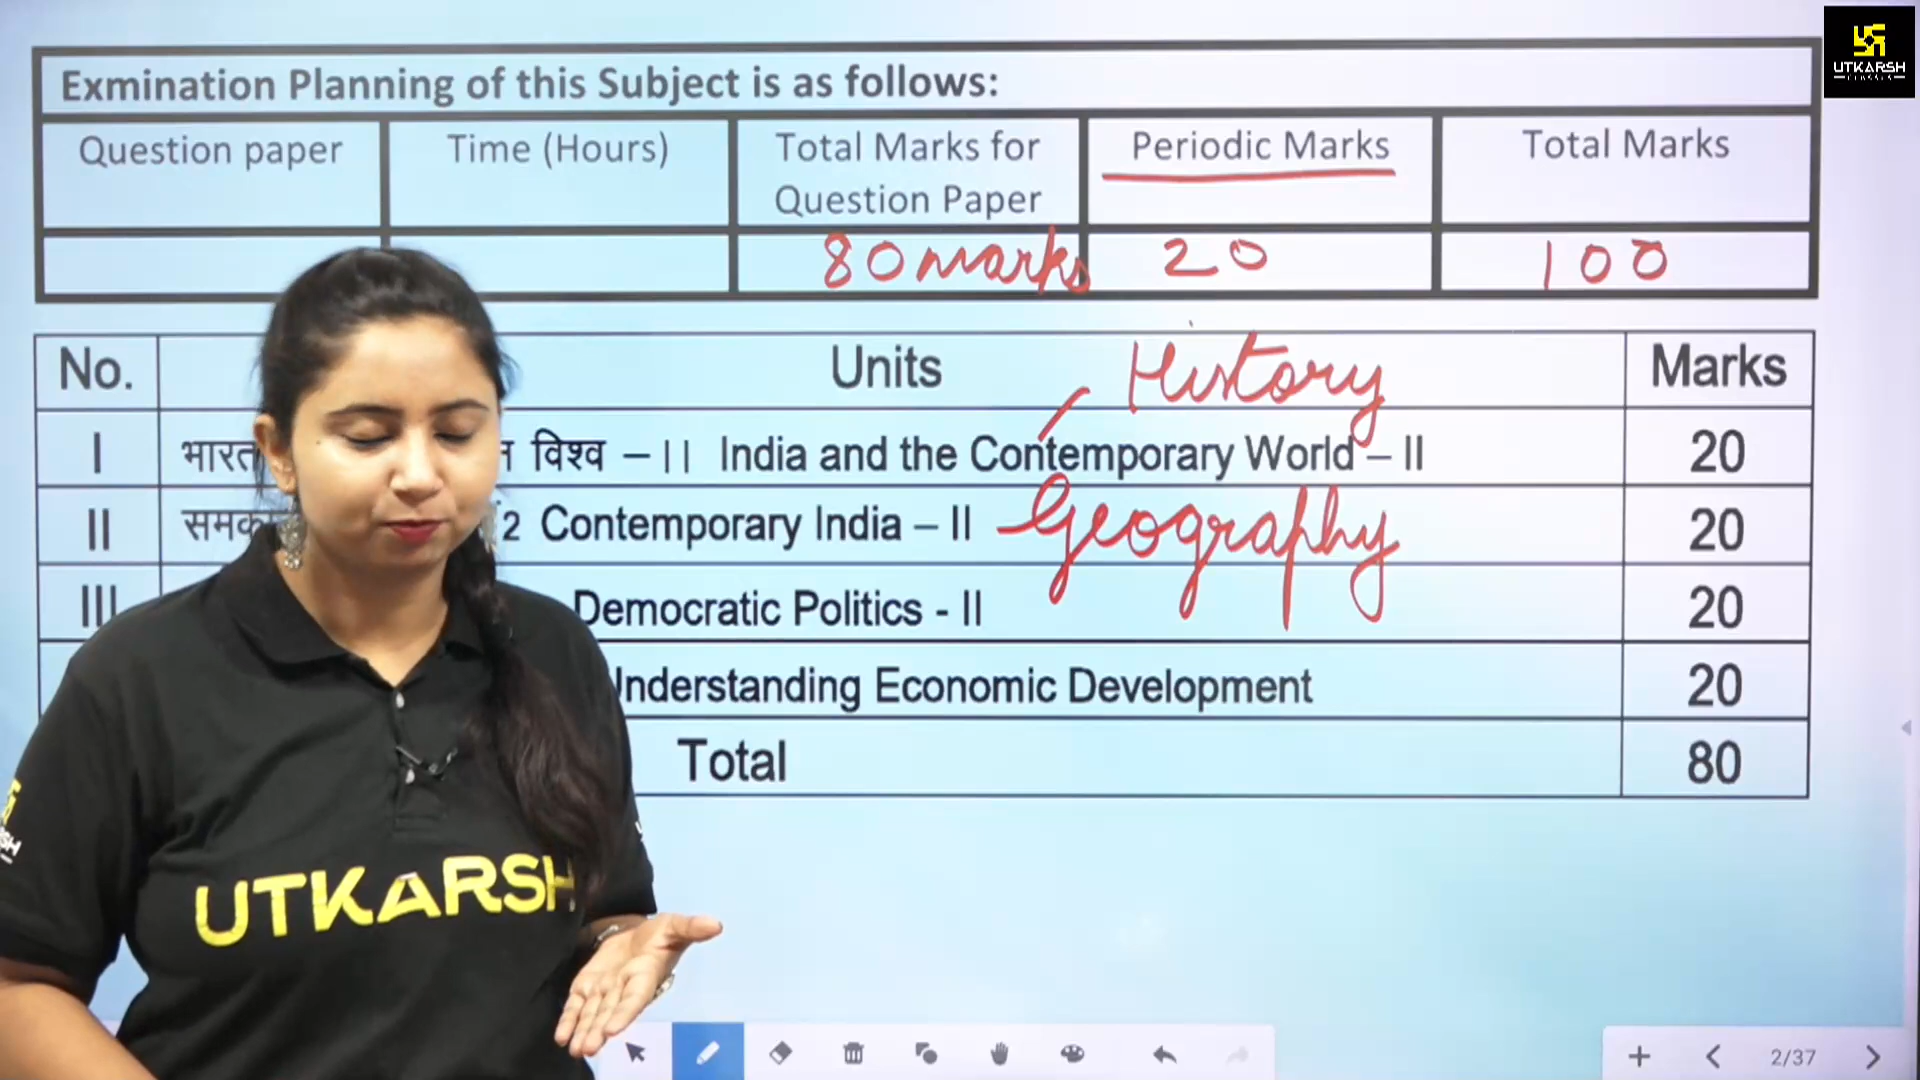 UTKARSH
CLASSES
Exmination Planning of this Subject is as follows:
Question paper Time (Hours) Total Marks for Question Paper Periodic Marks Total Marks
80 marks 20 100
No. Units History Marks
I भारत विश्व – II India and the Contemporary World – II 20
II 2 Contemporary India – II Geography 20
III Democratic Politics - II 20
Understanding Economic Development 20
Total 80
UTKARSH
2/37